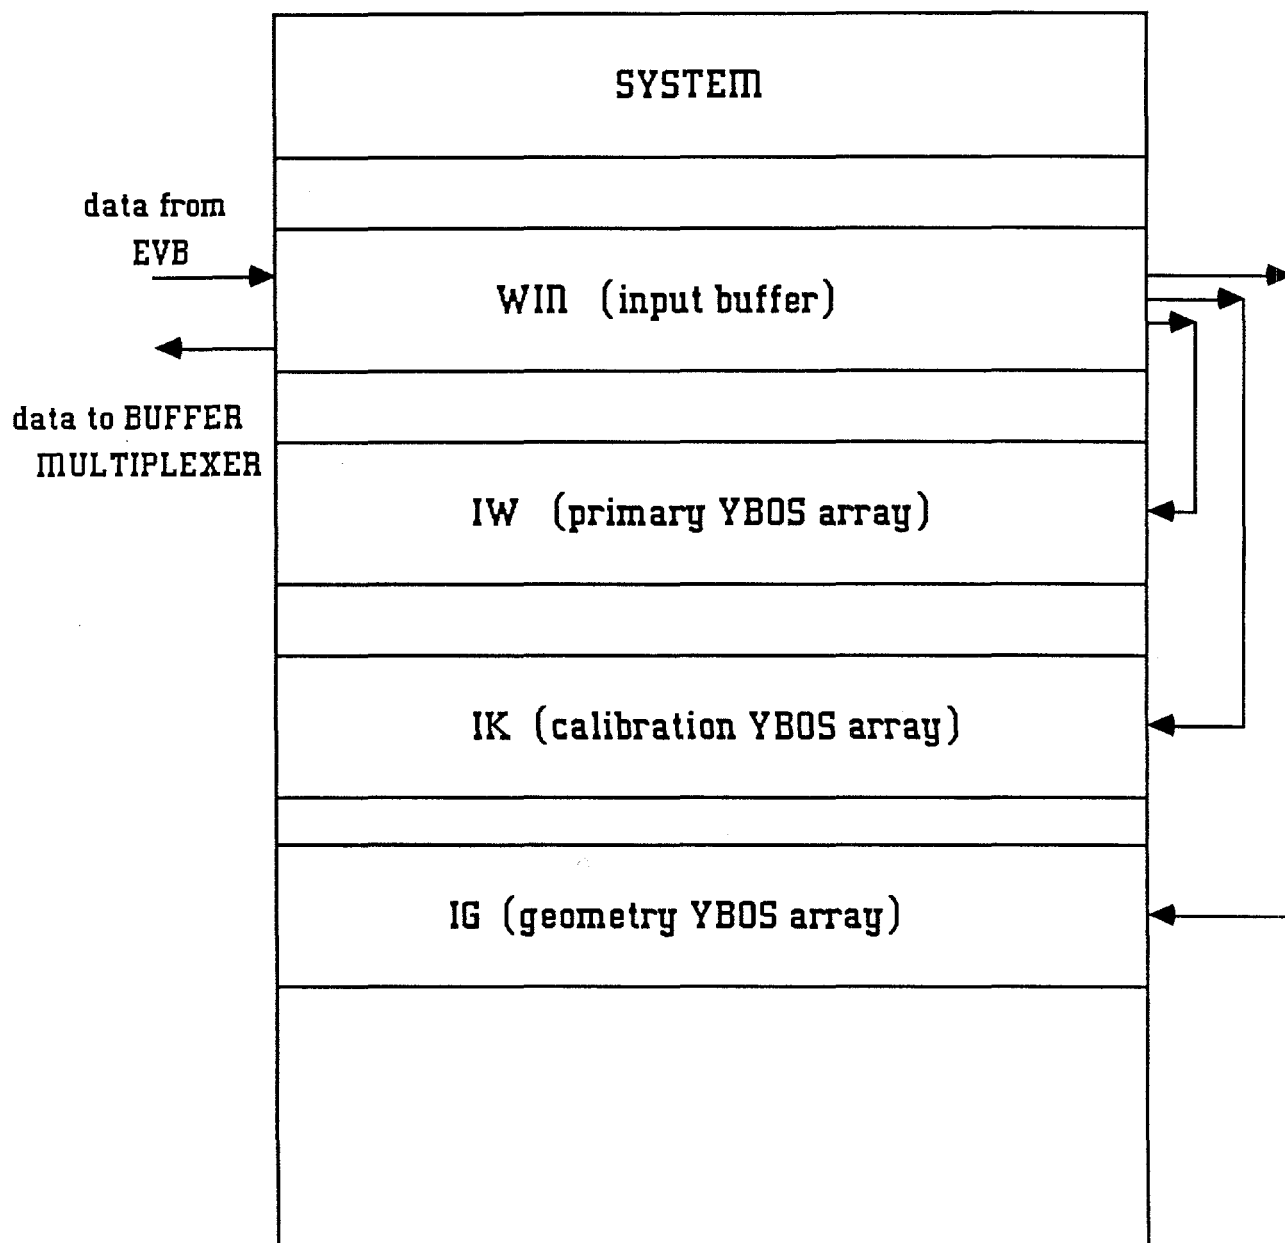 SYSTEM
data from
EVB
WIN (input buffer)
data to BUFFER
MULTIPLEXER
IW (primary YBOS array)
IK (calibration YBOS array)
IG (geometry YBOS array)